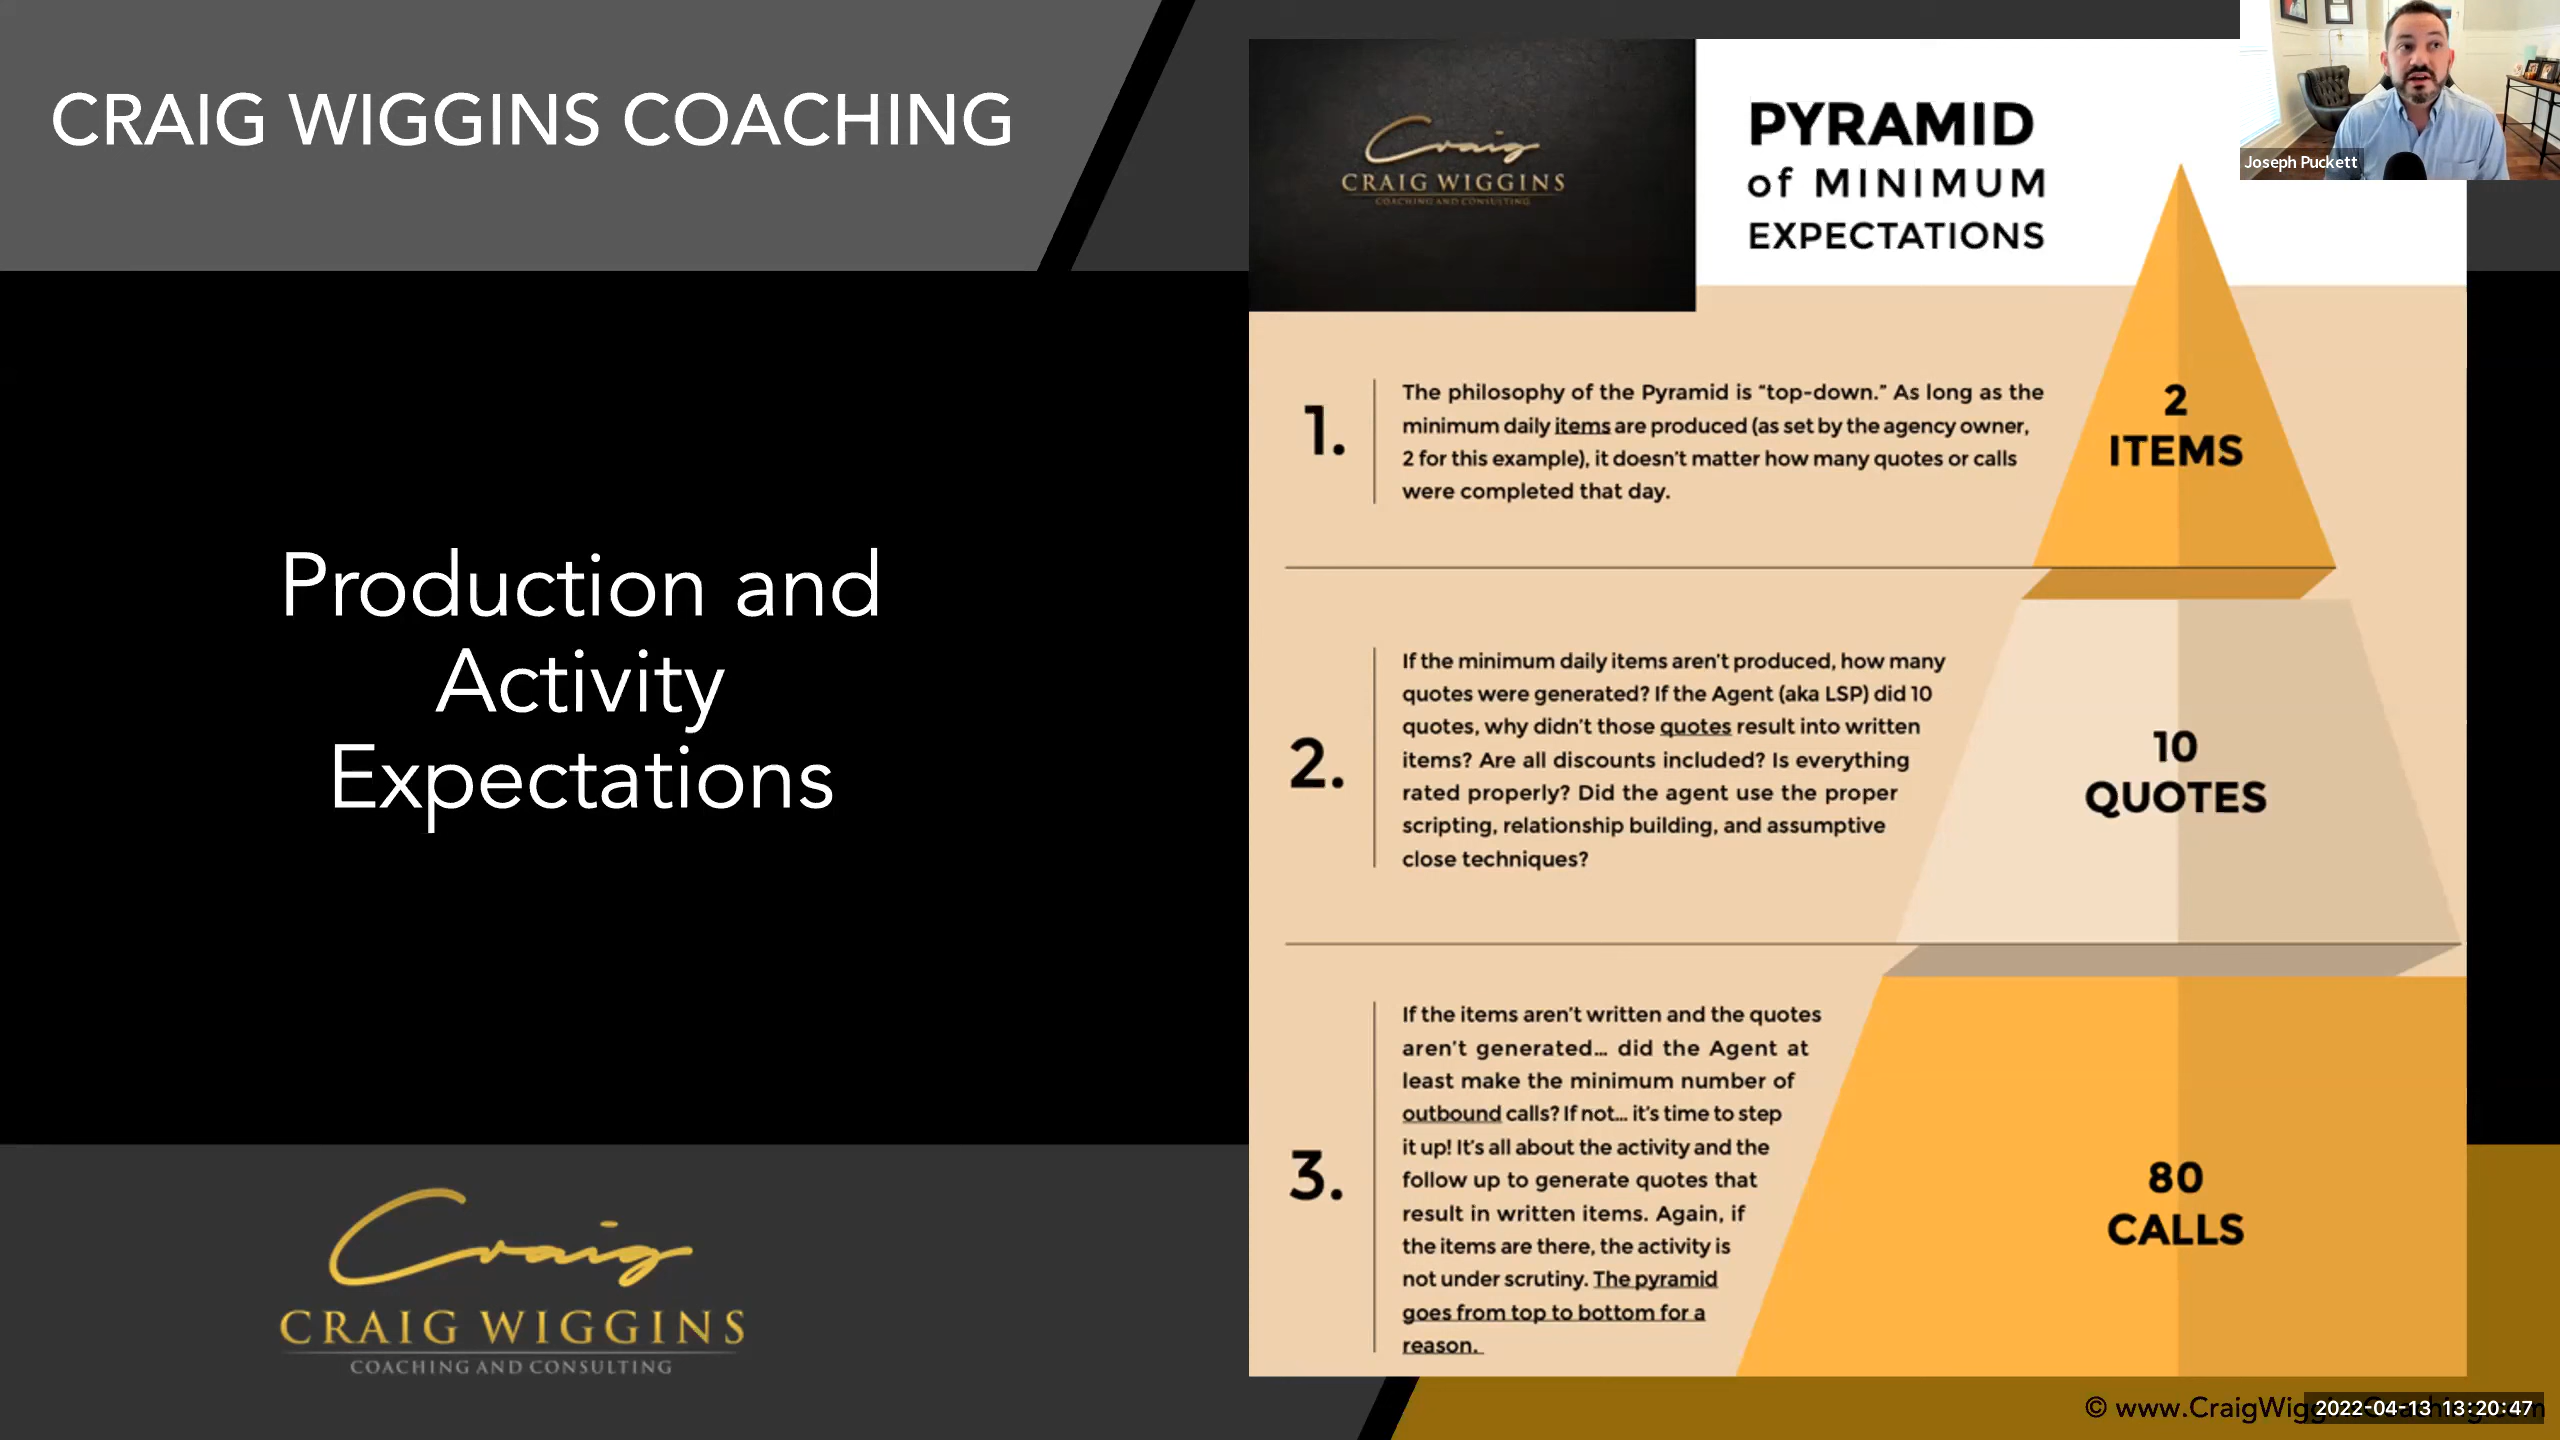 CRAIG WIGGINS COACHING
Production and
Activity
Expectations
Craig
CRAIG WIGGINS
COACHING AND CONSULTING
Craig
CRAIG WIGGINS
COACHING AND CONSULTING
PYRAMID
of MINIMUM
EXPECTATIONS
Joseph Puckett
1.
The philosophy of the Pyramid is “top-down.” As long as the
minimum daily items are produced (as set by the agency owner,
2 for this example), it doesn’t matter how many quotes or calls
were completed that day.
2
ITEMS
2.
If the minimum daily items aren’t produced, how many
quotes were generated? If the Agent (aka LSP) did 10
quotes, why didn’t those quotes result into written
items? Are all discounts included? Is everything
rated properly? Did the agent use the proper
scripting, relationship building, and assumptive
close techniques?
10
QUOTES
3.
If the items aren’t written and the quotes
aren’t generated... did the Agent at
least make the minimum number of
outbound calls? If not... it’s time to step
it up! It’s all about the activity and the
follow up to generate quotes that
result in written items. Again, if
the items are there, the activity is
not under scrutiny. The pyramid
goes from top to bottom for a
reason.
80
CALLS
© www.CraigWigginsCoaching.com
2022-04-13 13:20:47